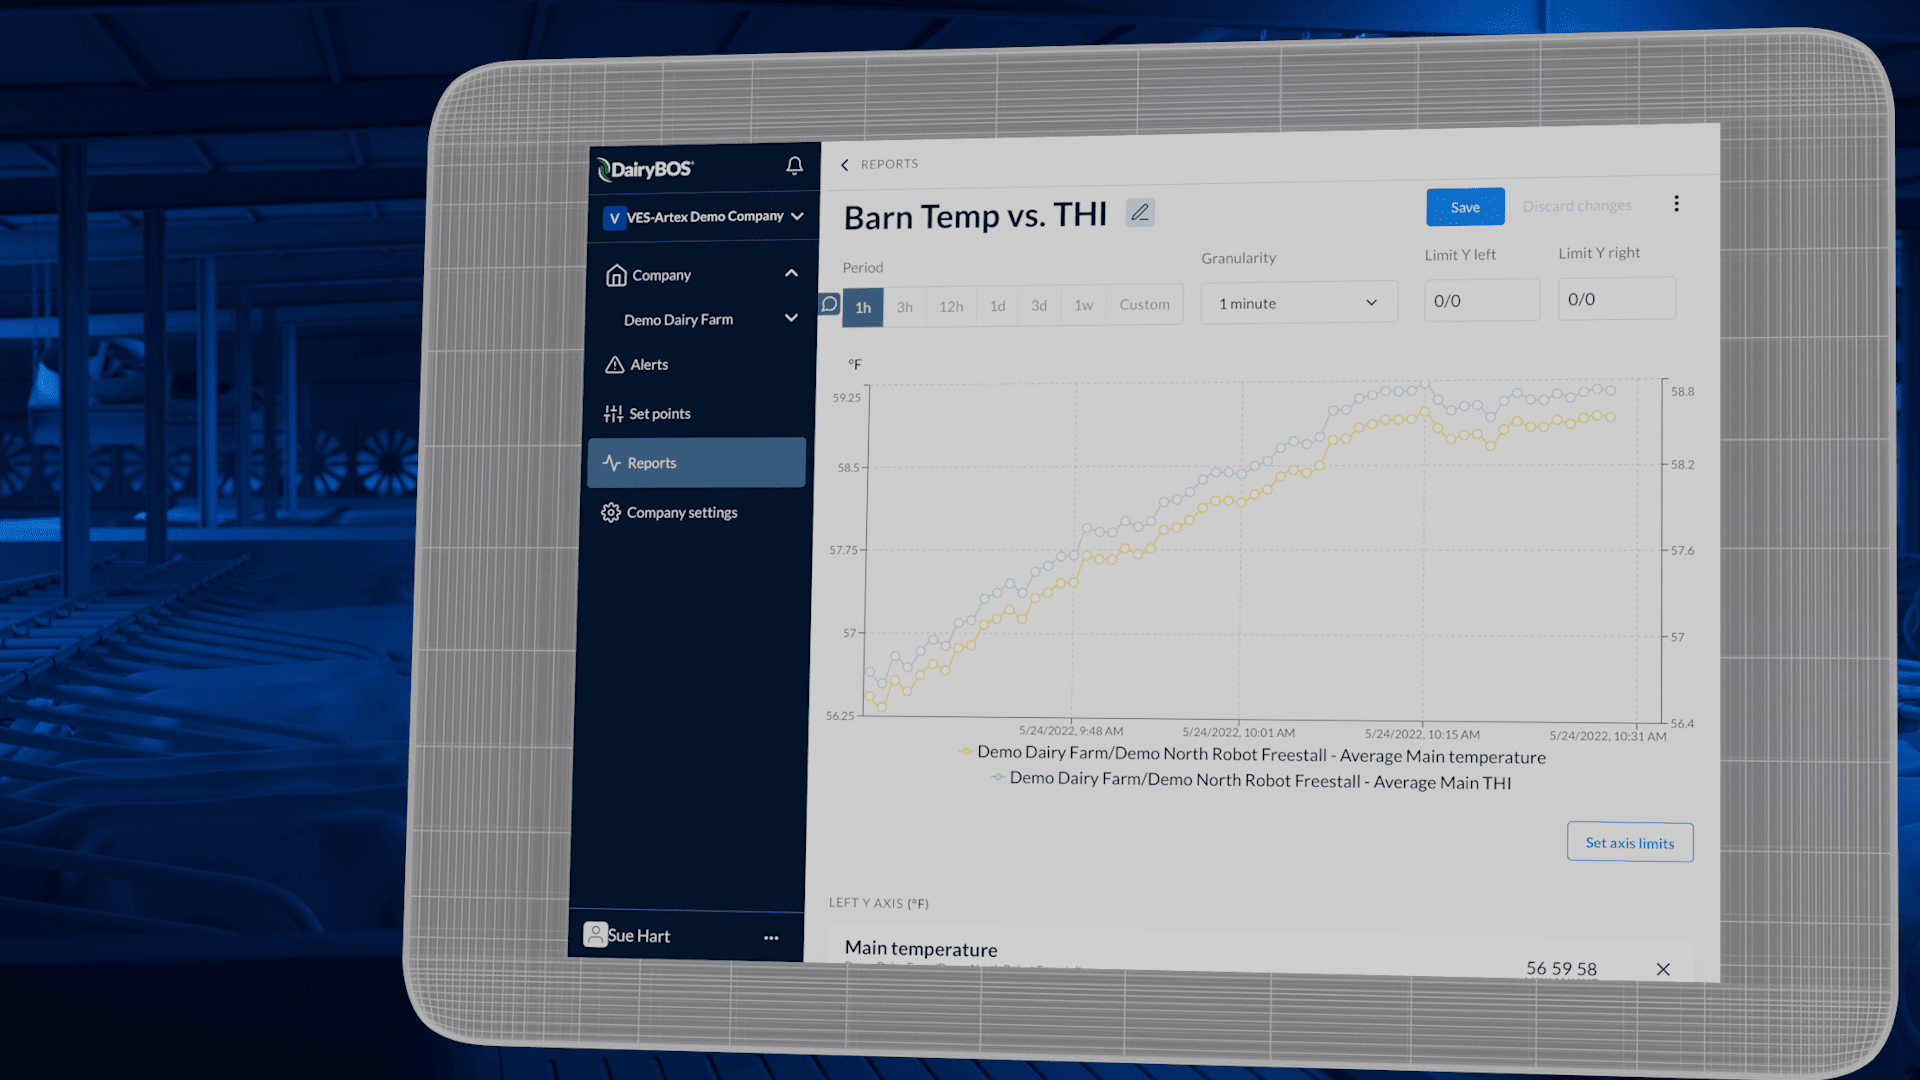 DairyBOS
V VES-Artex Demo Company
Company
Demo Dairy Farm
Alerts
Set points
Reports
Company settings
Sue Hart
REPORTS
Barn Temp vs. THI
Save
Discard changes
Period
Granularity
Limit Y left
Limit Y right
1h
3h
12h
1d
3d
1w
Custom
1 minute
0/0
0/0
°F
59.25
58.5
57.75
57
56.25
58.8
58.2
57.6
57
56.4
5/24/2022, 9:48 AM
5/24/2022, 10:01 AM
5/24/2022, 10:15 AM
5/24/2022, 10:31 AM
Demo Dairy Farm/Demo North Robot Freestall - Average Main temperature
Demo Dairy Farm/Demo North Robot Freestall - Average Main THI
Set axis limits
LEFT Y AXIS (°F)
Main temperature
56 59 58